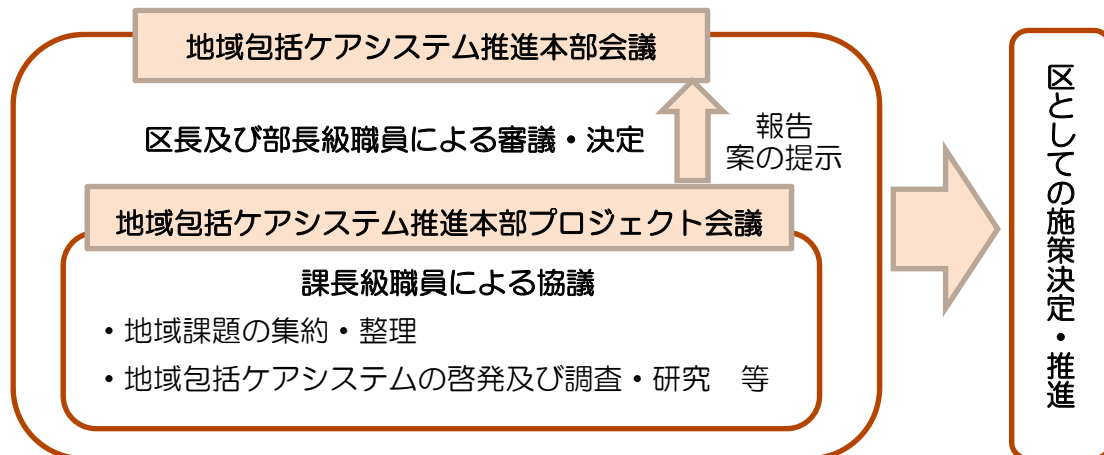 地域包括ケアシステム推進本部会議
区長及び部長級職員による審議・決定
報告
案の提示
地域包括ケアシステム推進本部プロジェクト会議
課長級職員による協議
・地域課題の集約・整理
・地域包括ケアシステムの啓発及び調査・研究　等
区としての施策決定・推進